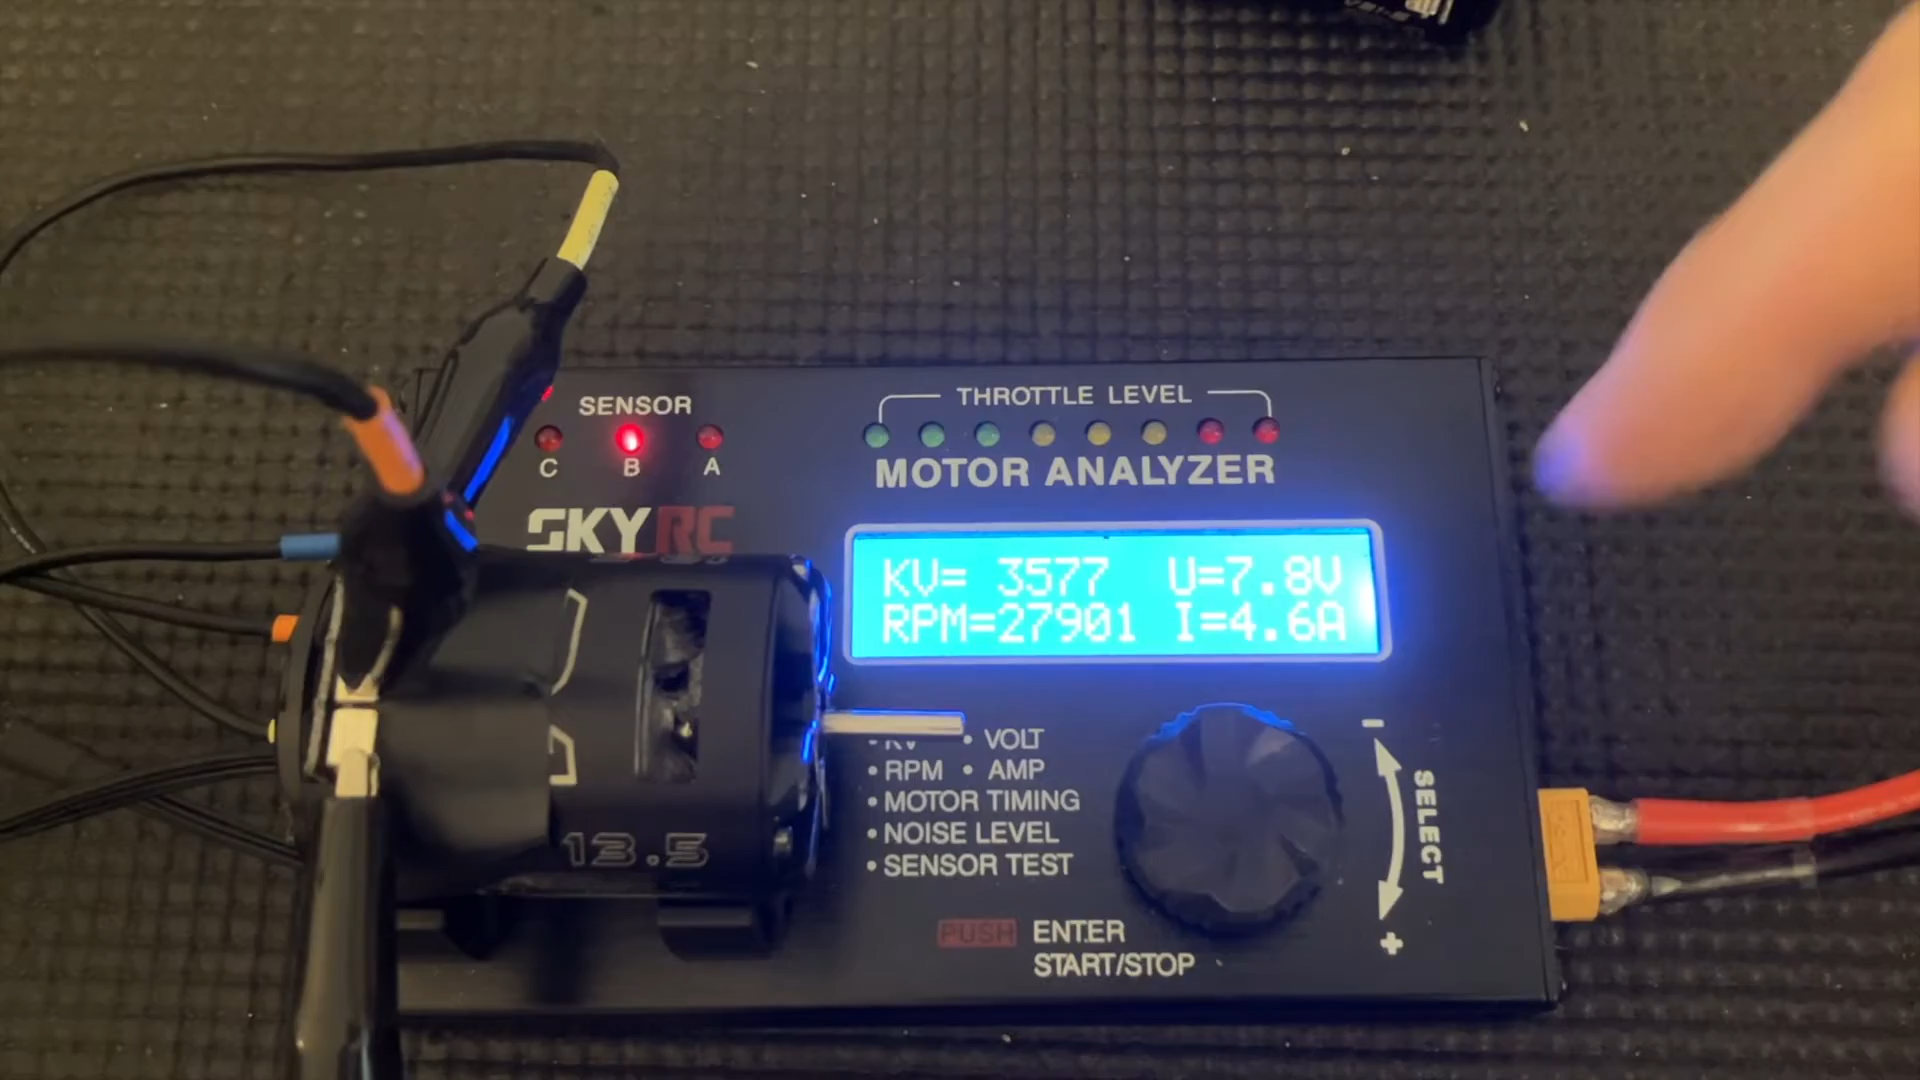 THROTTLE LEVEL
SENSOR
C B A
MOTOR ANALYZER
SKYRC
KV= 3577 U=7.8V
RPM=27901 I=4.6A
• KV • VOLT
• RPM • AMP
• MOTOR TIMING
• NOISE LEVEL
• SENSOR TEST
13.5
- SELECT +
PUSH ENTER
START/STOP